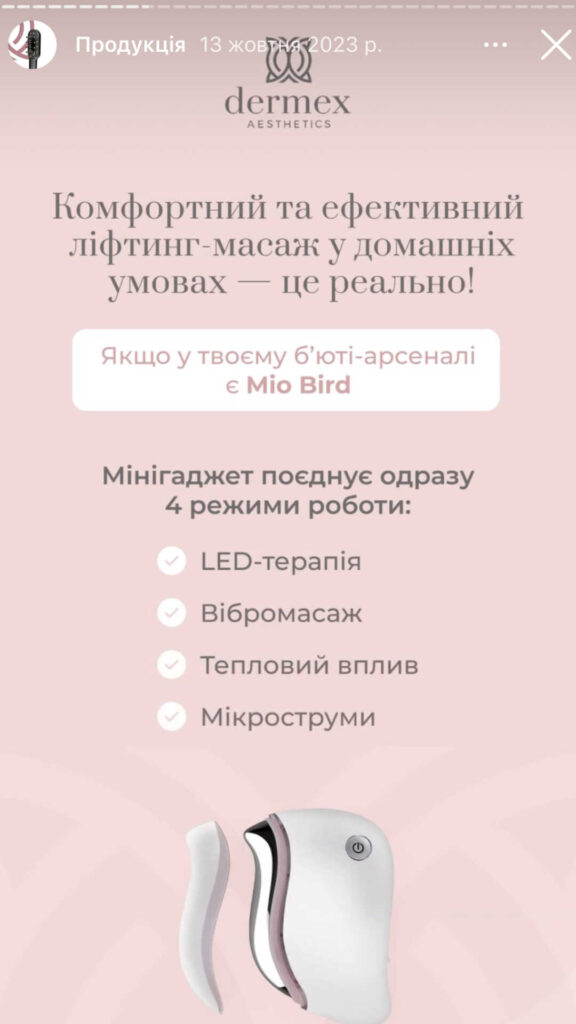 Продукція 13 жовтня 2023 р.
dermex
AESTHETICS
Комфортний та ефективний
ліфтинг-масаж у домашніх
умовах — це реально!
Якщо у твоєму б’юті-арсеналі
є Mio Bird
Мінігаджет поєднує одразу
4 режими роботи:
LED-терапія
Вібромасаж
Тепловий вплив
Мікроструми